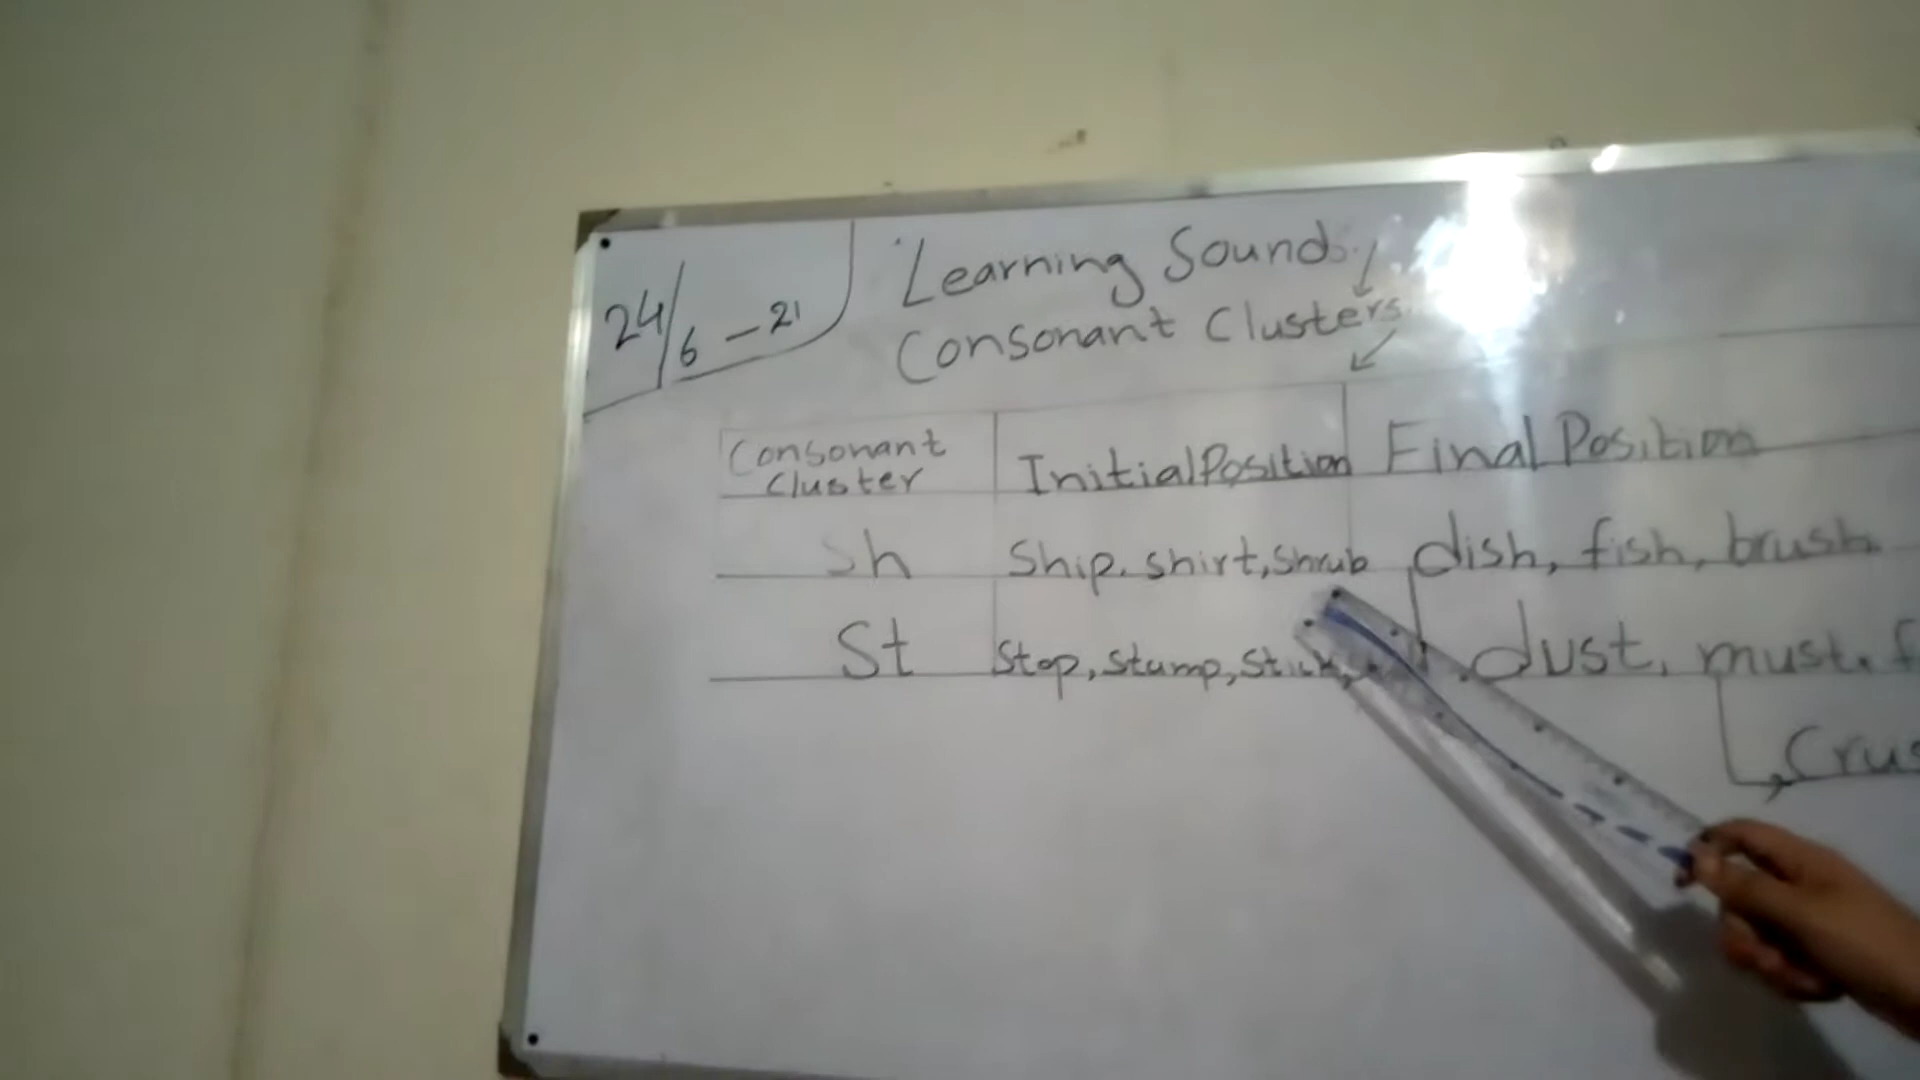 24/6-21
Learning Sounds
Consonant Clusters
Consonant Cluster Initial Position Final Position
Sh Ship. shirt, Shrub dish, fish, brush
St Stop, Stump, Stick, dust, must.